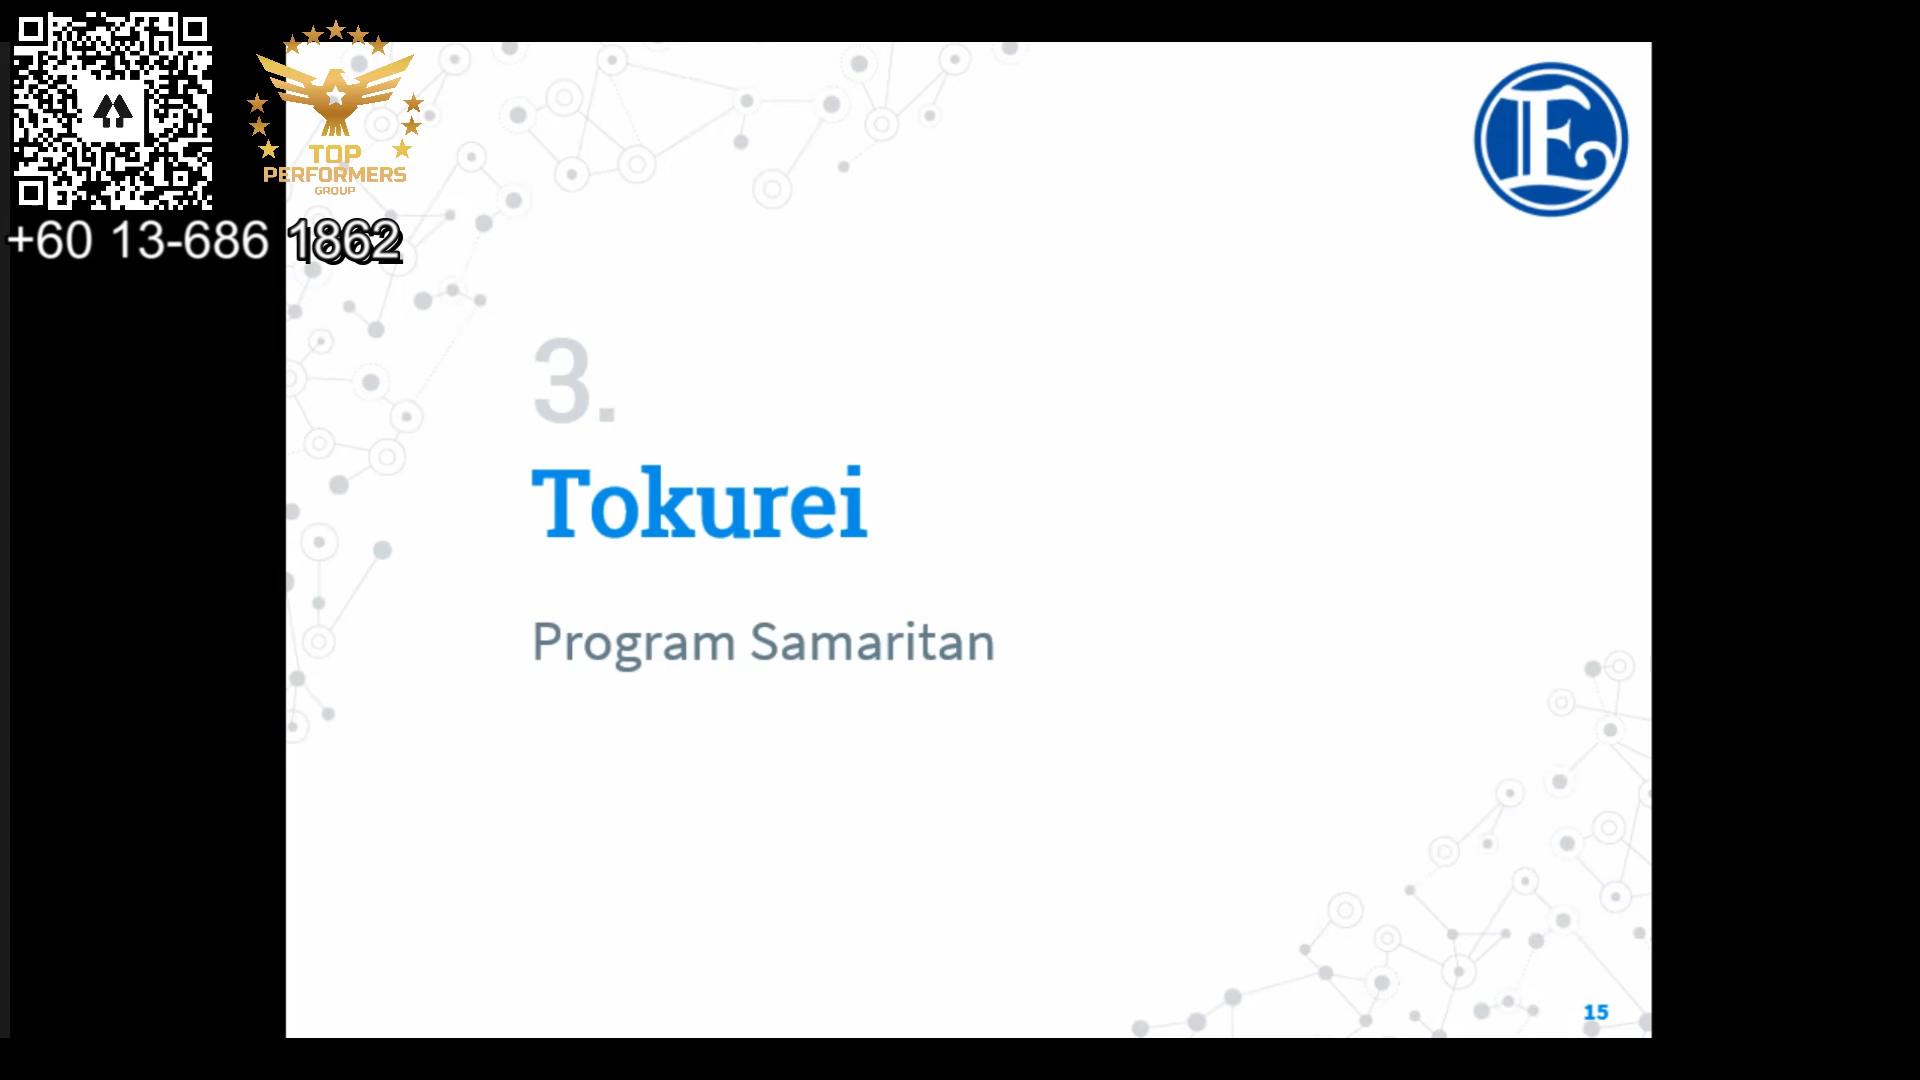 TOP
PERFORMERS
GROUP
+60 13-686 1862
E
3.
Tokurei
Program Samaritan
15